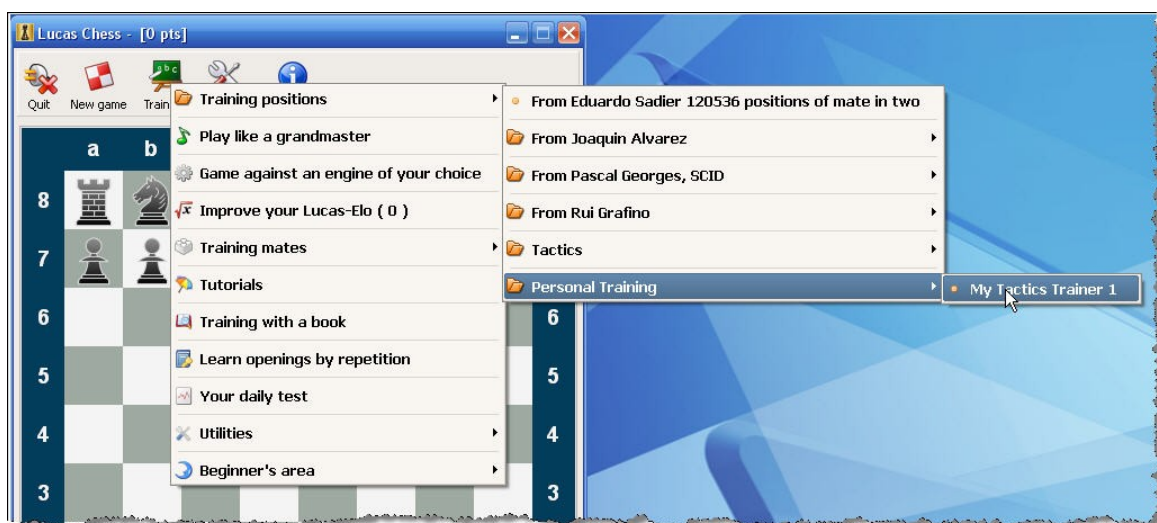 Lucas Chess - [0 pts]
Quit New game Train
Training positions
Play like a grandmaster
Game against an engine of your choice
Improve your Lucas-Elo ( 0 )
Training mates
Tutorials
Training with a book
Learn openings by repetition
Your daily test
Utilities
Beginner's area
From Eduardo Sadier 120536 positions of mate in two
From Joaquin Alvarez
From Pascal Georges, SCID
From Rui Grafino
Tactics
Personal Training
My Tactics Trainer 1
a b
8
7
6 6
5 5
4 4
3 3